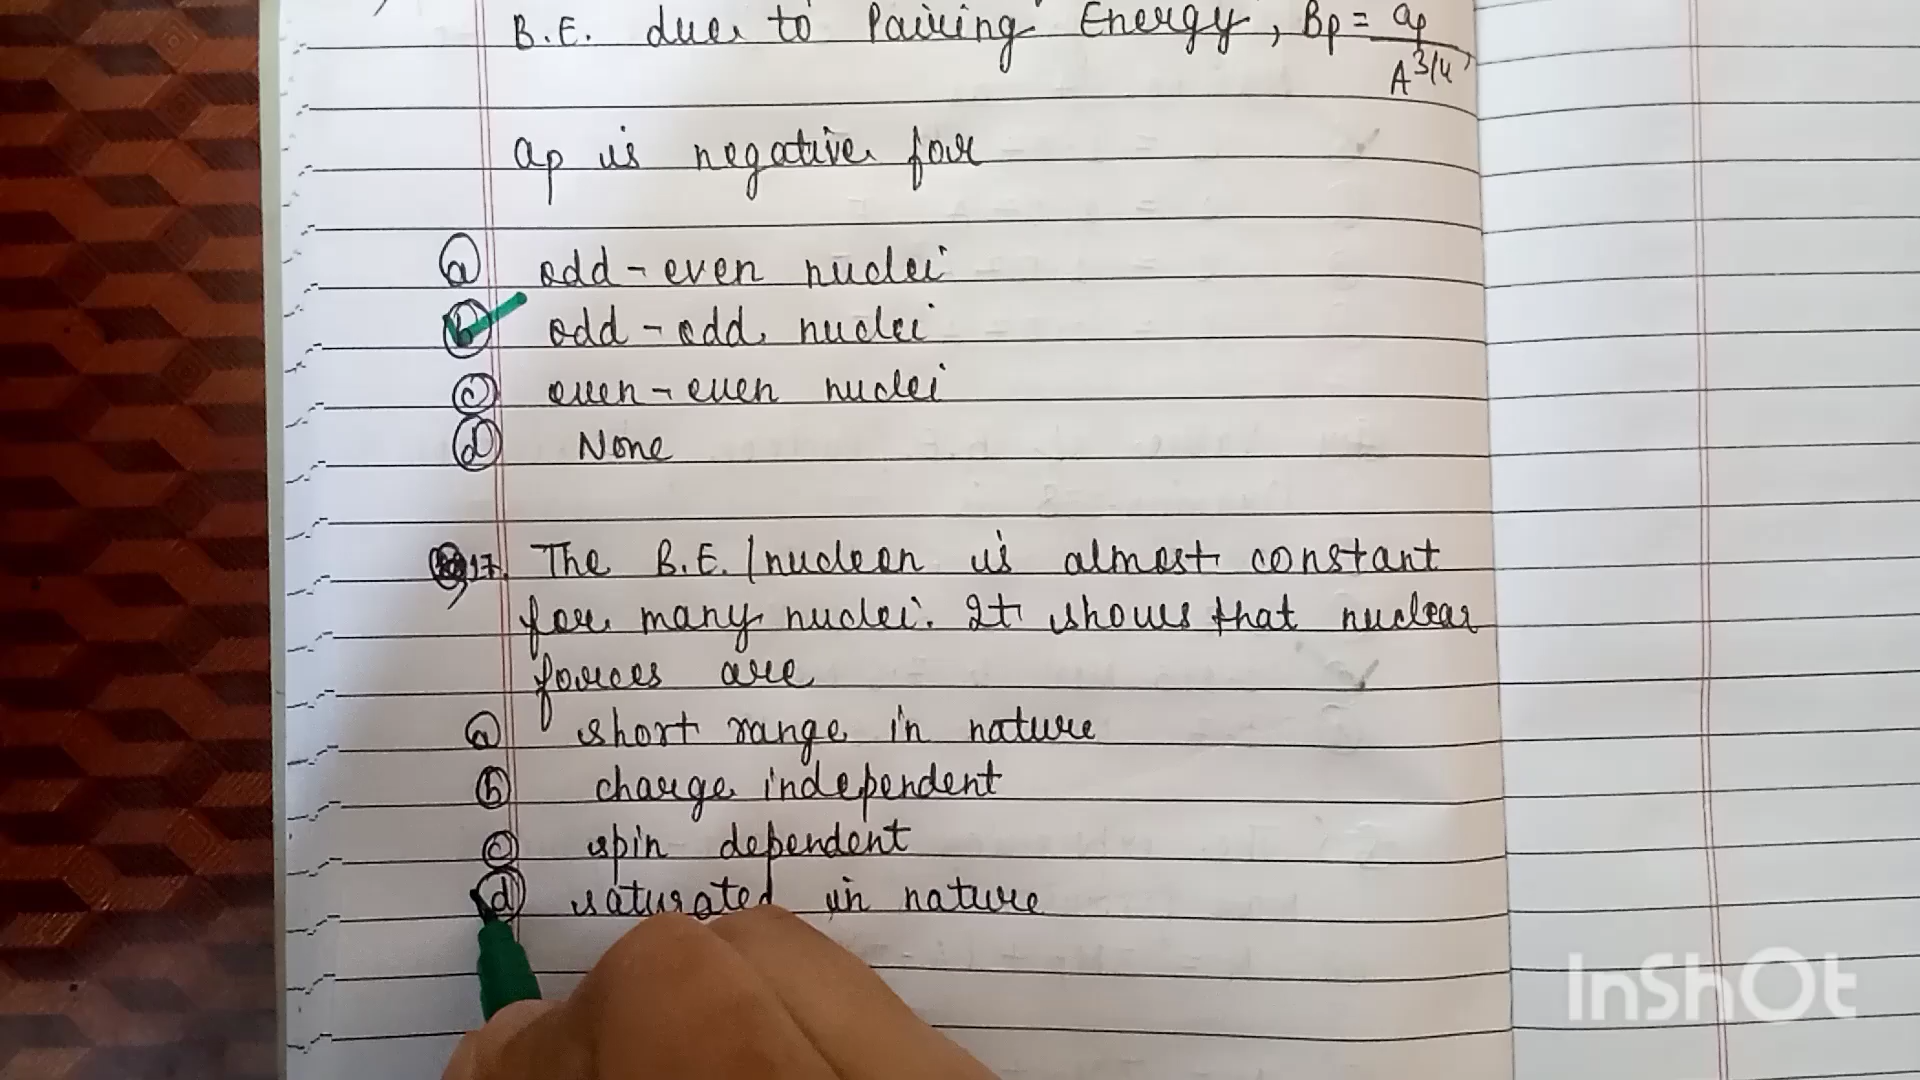 B.E. due to Pairing Energy, Bp = ap / A^3/4,
ap is negative for
(a) odd-even nuclei
(b) odd-odd nuclei
(c) even-even nuclei
(d) None
17. The B.E./nucleon is almost constant
for many nuclei. It shows that nuclear
forces are
(a) short range in nature
(b) charge independent
(c) spin dependent
(d) saturated in nature
InShOt